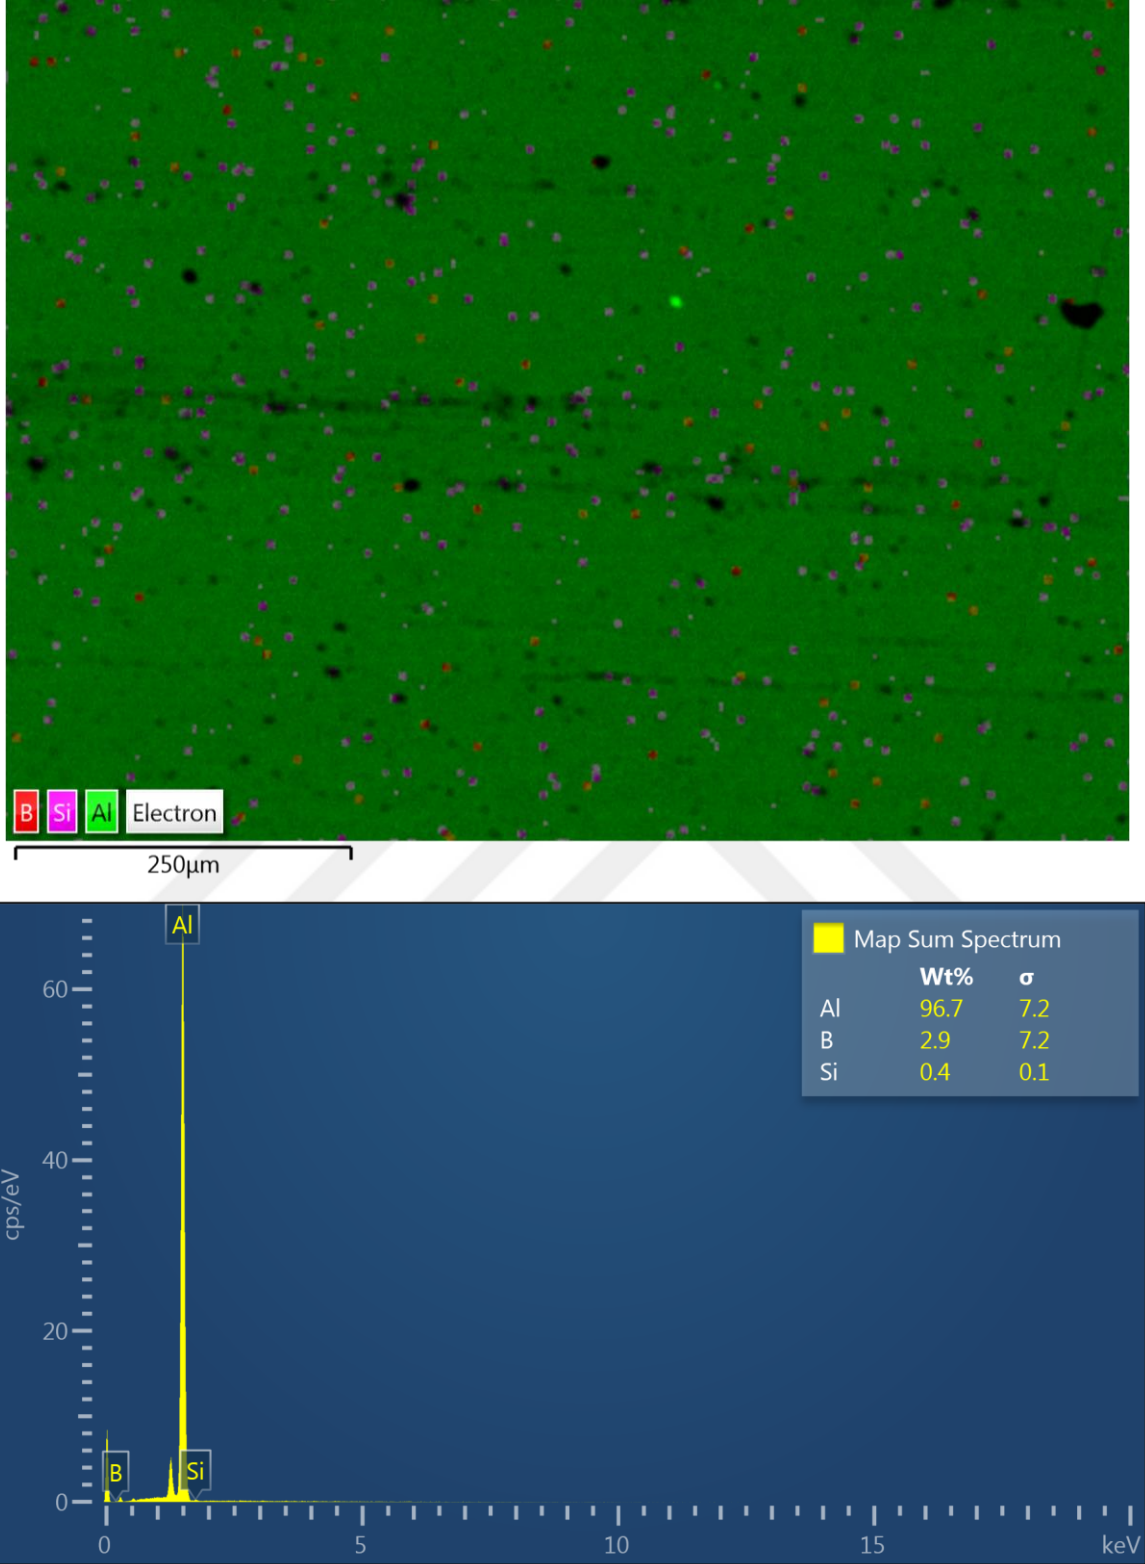 B Si Al Electron
250µm
Al
Map Sum Spectrum
Wt% σ
Al 96.7 7.2
B 2.9 7.2
Si 0.4 0.1
60
40
cps/eV
20
B Si
0
0 5 10 15 keV